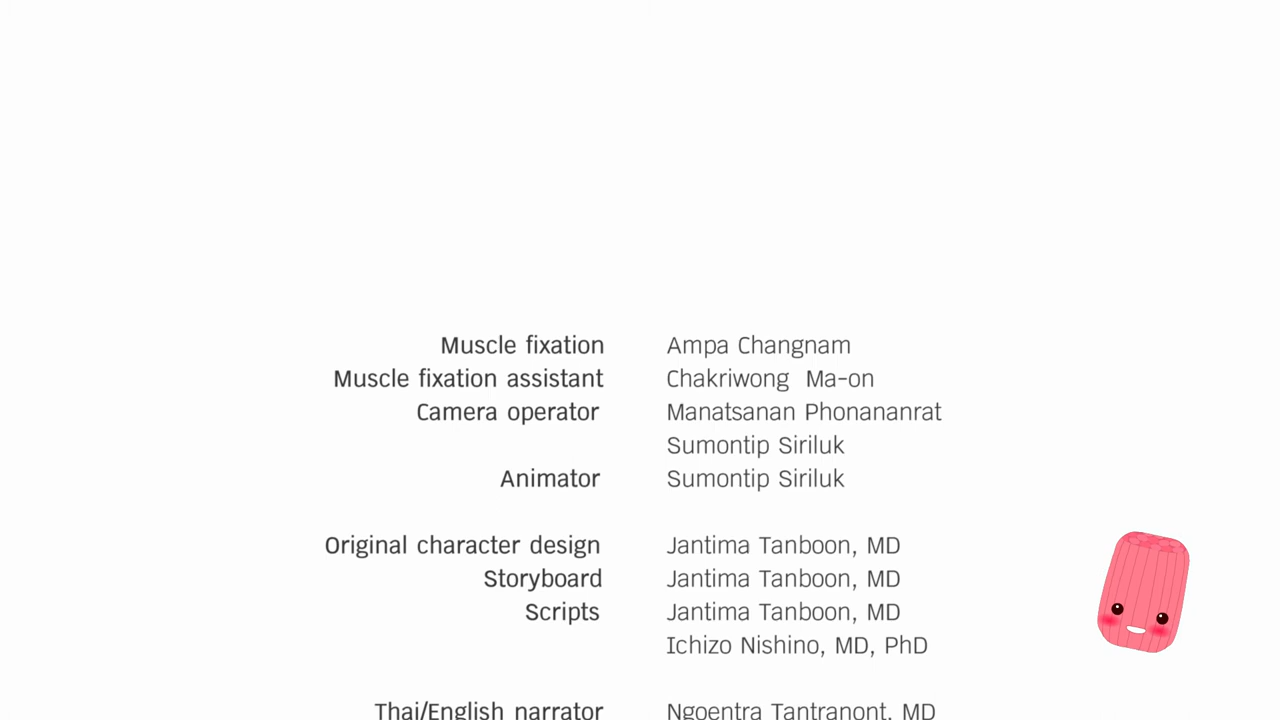 Muscle fixation Ampa Changnam
Muscle fixation assistant Chakriwong Ma-on
Camera operator Manatsanan Phonananrat
Sumontip Siriluk
Animator Sumontip Siriluk
Original character design Jantima Tanboon, MD
Storyboard Jantima Tanboon, MD
Scripts Jantima Tanboon, MD
Ichizo Nishino, MD, PhD
Thai/English narrator Ngoentra Tantranont, MD